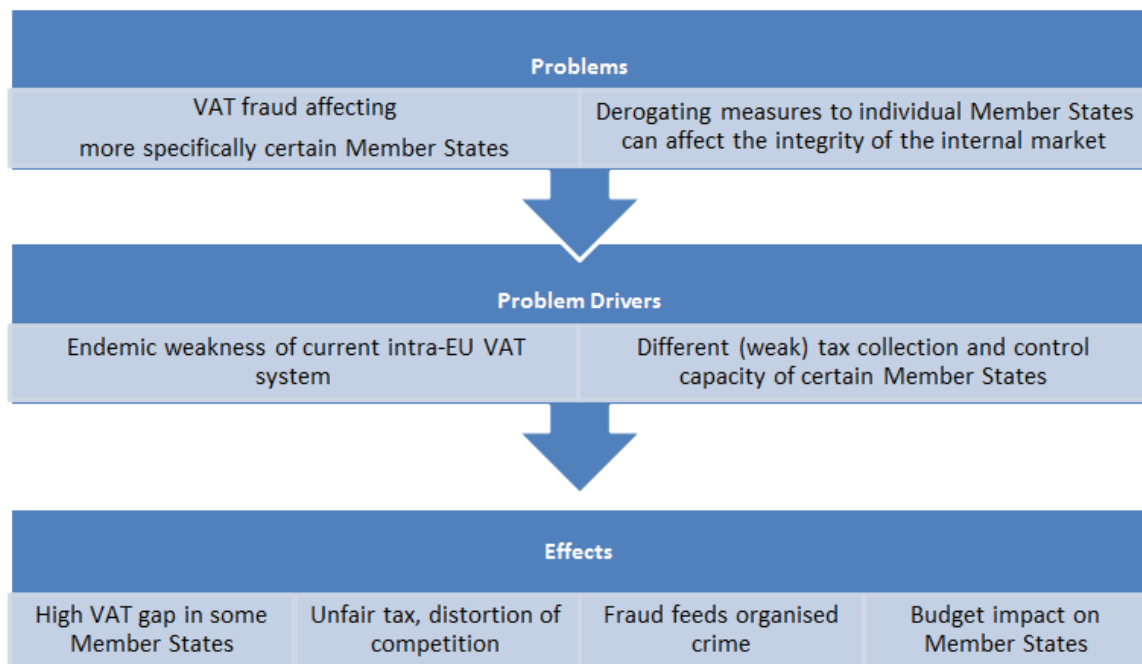 Problems
VAT fraud affecting
more specifically certain Member States
Derogating measures to individual Member States
can affect the integrity of the internal market
Problem Drivers
Endemic weakness of current intra-EU VAT
system
Different (weak) tax collection and control
capacity of certain Member States
Effects
High VAT gap in some
Member States
Unfair tax, distortion of
competition
Fraud feeds organised
crime
Budget impact on
Member States